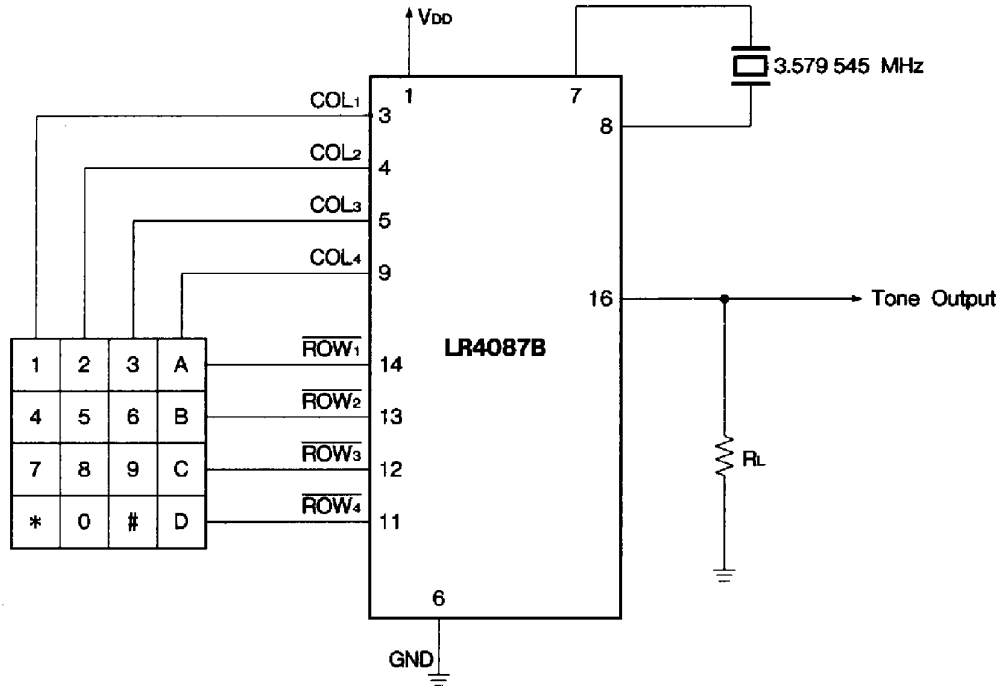 VDD
1
7
3.579 545 MHz
8
COL1
3
COL2
4
COL3
5
COL4
9
16
Tone Output
LR4087B
ROW1
14
ROW2
13
ROW3
12
ROW4
11
1 2 3 A
4 5 6 B
7 8 9 C
* 0 # D
RL
6
GND